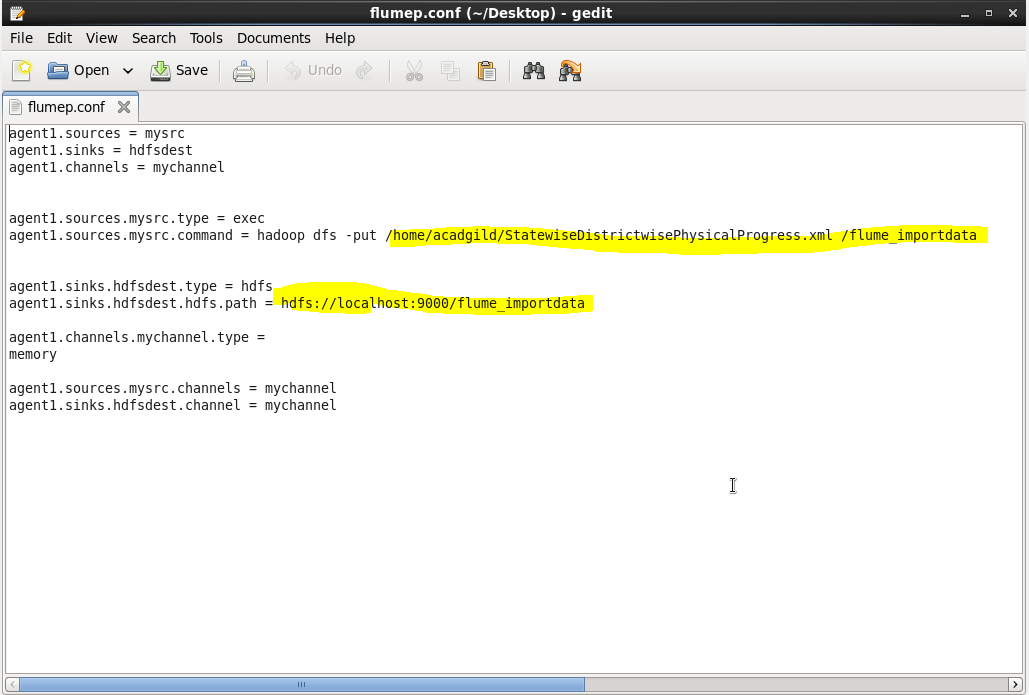 flumep.conf (~/Desktop) - gedit
File Edit View Search Tools Documents Help
Open Save Undo
flumep.conf
agent1.sources = mysrc
agent1.sinks = hdfsdest
agent1.channels = mychannel
agent1.sources.mysrc.type = exec
agent1.sources.mysrc.command = hadoop dfs -put /home/acadgild/StatewiseDistrictwisePhysicalProgress.xml /flume_importdata
agent1.sinks.hdfsdest.type = hdfs
agent1.sinks.hdfsdest.hdfs.path = hdfs://localhost:9000/flume_importdata
agent1.channels.mychannel.type =
memory
agent1.sources.mysrc.channels = mychannel
agent1.sinks.hdfsdest.channel = mychannel